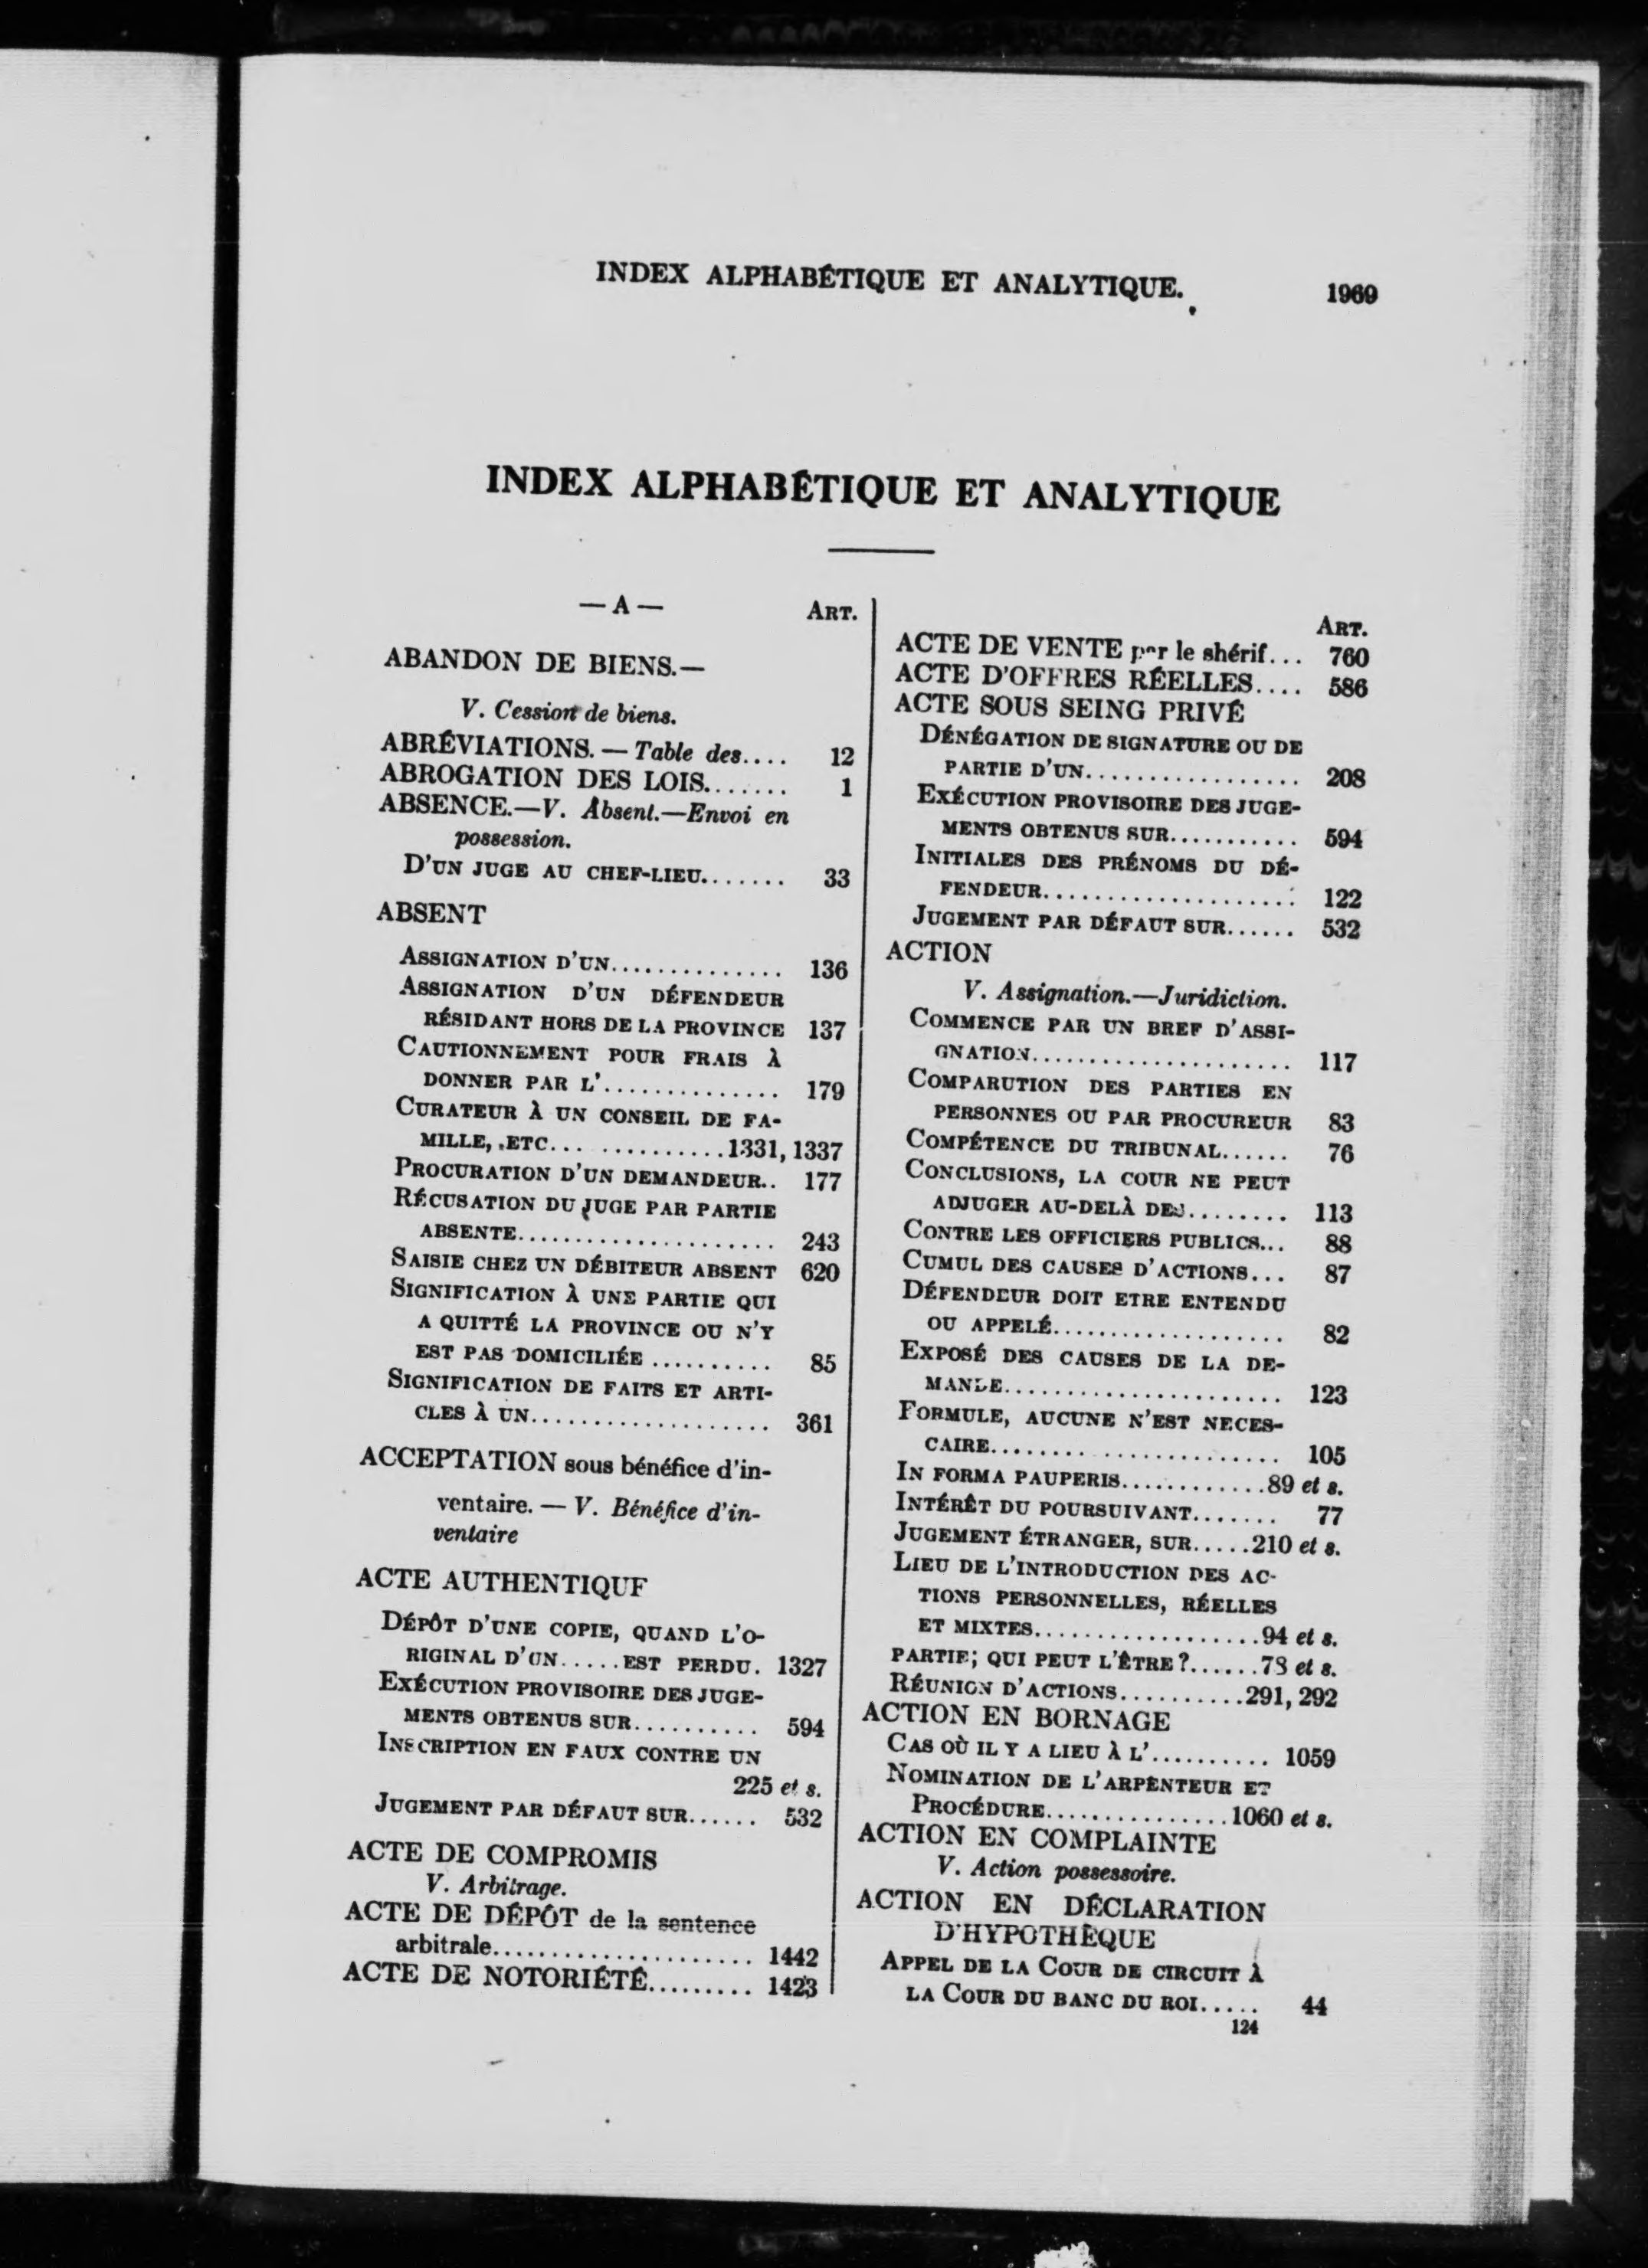 INDEX ALPHABÉTIQUE ET ANALYTIQUE. 1969
INDEX ALPHABÉTIQUE ET ANALYTIQUE
— A — ART.
ABANDON DE BIENS.—
V. Cession de biens.
ABRÉVIATIONS. — Table des.... 12
ABROGATION DES LOIS....... 1
ABSENCE.—V. Absent.—Envoi en
possession.
D'UN JUGE AU CHEF-LIEU....... 33
ABSENT
ASSIGNATION D'UN............... 136
ASSIGNATION D'UN DÉFENDEUR
RÉSIDANT HORS DE LA PROVINCE 137
CAUTIONNEMENT POUR FRAIS À
DONNER PAR L'............... 179
CURATEUR À UN CONSEIL DE FA-
MILLE, ETC... ...........1331, 1337
PROCURATION D'UN DEMANDEUR.. 177
RÉCUSATION DU JUGE PAR PARTIE
ABSENTE...................... 243
SAISIE CHEZ UN DÉBITEUR ABSENT 620
SIGNIFICATION À UNE PARTIE QUI
A QUITTÉ LA PROVINCE OU N'Y
EST PAS DOMICILIÉE .......... 85
SIGNIFICATION DE FAITS ET ARTI-
CLES À UN.................... 361
ACCEPTATION sous bénéfice d'in-
ventaire. — V. Bénéfice d'in-
ventaire
ACTE AUTHENTIQUE
DÉPÔT D'UNE COPIE, QUAND L'O-
RIGINAL D'UN.....EST PERDU. 1327
EXÉCUTION PROVISOIRE DES JUGE-
MENTS OBTENUS SUR.......... 594
INSCRIPTION EN FAUX CONTRE UN
225 et s.
JUGEMENT PAR DÉFAUT SUR...... 532
ACTE DE COMPROMIS
V. Arbitrage.
ACTE DE DÉPÔT de la sentence
arbitrale...................... 1442
ACTE DE NOTORIÉTÉ......... 1423
ART.
ACTE DE VENTE par le shérif... 760
ACTE D'OFFRES RÉELLES.... 586
ACTE SOUS SEING PRIVÉ
DÉNÉGATION DE SIGNATURE OU DE
PARTIE D'UN................. 208
EXÉCUTION PROVISOIRE DES JUGE-
MENTS OBTENUS SUR........... 594
INITIALES DES PRÉNOMS DU DÉ-
FENDEUR..................... 122
JUGEMENT PAR DÉFAUT SUR...... 532
ACTION
V. Assignation.—Juridiction.
COMMENCE PAR UN BREF D'ASSI-
GNATION...................... 117
COMPARUTION DES PARTIES EN
PERSONNES OU PAR PROCUREUR 83
COMPÉTENCE DU TRIBUNAL...... 76
CONCLUSIONS, LA COUR NE PEUT
ADJUGER AU-DELÀ DES........ 113
CONTRE LES OFFICIERS PUBLICS... 88
CUMUL DES CAUSES D'ACTIONS... 87
DÉFENDEUR DOIT ETRE ENTENDU
OU APPELÉ................... 82
EXPOSÉ DES CAUSES DE LA DE-
MANDE....................... 123
FORMULE, AUCUNE N'EST NECES-
CAIRE........................ 105
IN FORMA PAUPERIS............89 et s.
INTÉRÊT DU POURSUIVANT....... 77
JUGEMENT ÉTRANGER, SUR.....210 et s.
LIEU DE L'INTRODUCTION DES AC-
TIONS PERSONNELLES, RÉELLES
ET MIXTES..................94 et s.
PARTIE; QUI PEUT L'ÊTRE?......78 et s.
RÉUNION D'ACTIONS..........291, 292
ACTION EN BORNAGE
CAS OÙ IL Y A LIEU À L'.......... 1059
NOMINATION DE L'ARPENTEUR ET
PROCÉDURE...............1060 et s.
ACTION EN COMPLAINTE
V. Action possessoire.
ACTION EN DÉCLARATION
D'HYPOTHÈQUE
APPEL DE LA COUR DE CIRCUIT À
LA COUR DU BANC DU ROI..... 44
124